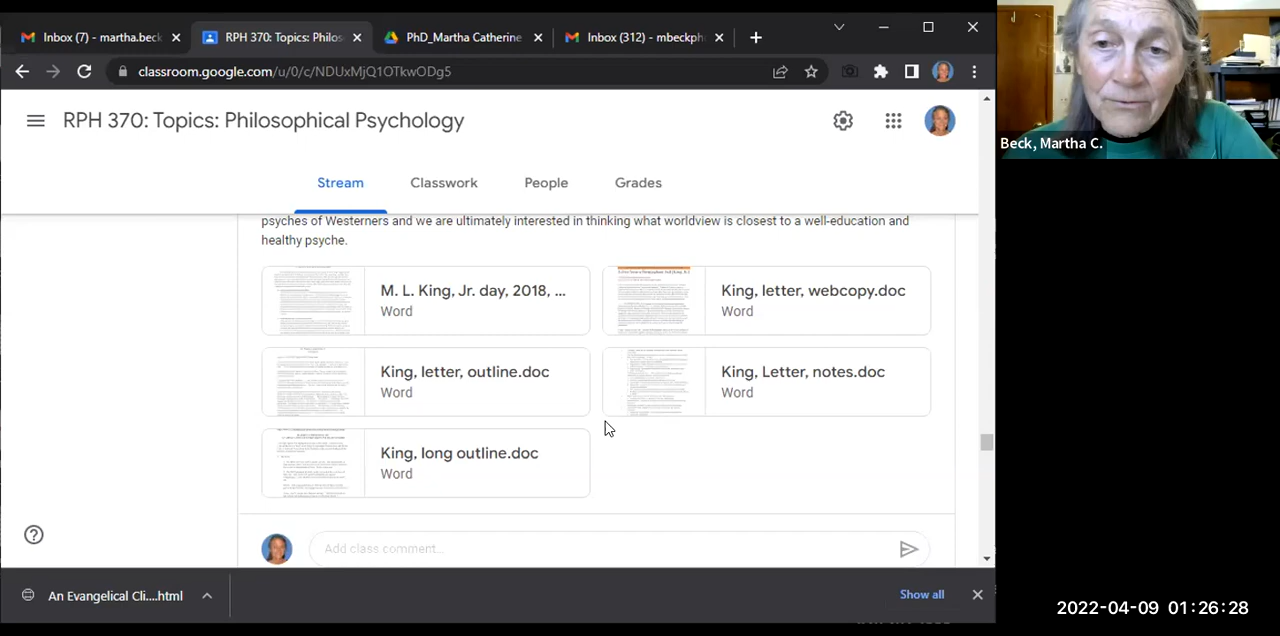 Inbox (7) - martha.beck
RPH 370: Topics: Philos
PhD_Martha Catherine
Inbox (312) - mbeckph
classroom.google.com/u/0/c/NDUxMjQ1OTkwODg5
RPH 370: Topics: Philosophical Psychology
Beck, Martha C.
Stream
Classwork
People
Grades
psyches of Westerners and we are ultimately interested in thinking what worldview is closest to a well-education and
healthy psyche.
M. L. King, Jr. day, 2018, ...
Word
King, letter, webcopy.doc
Word
King, letter, outline.doc
Word
King, Letter, notes.doc
Word
King, long outline.doc
Word
Add class comment...
An Evangelical Cli....html
Show all
2022-04-09 01:26:28